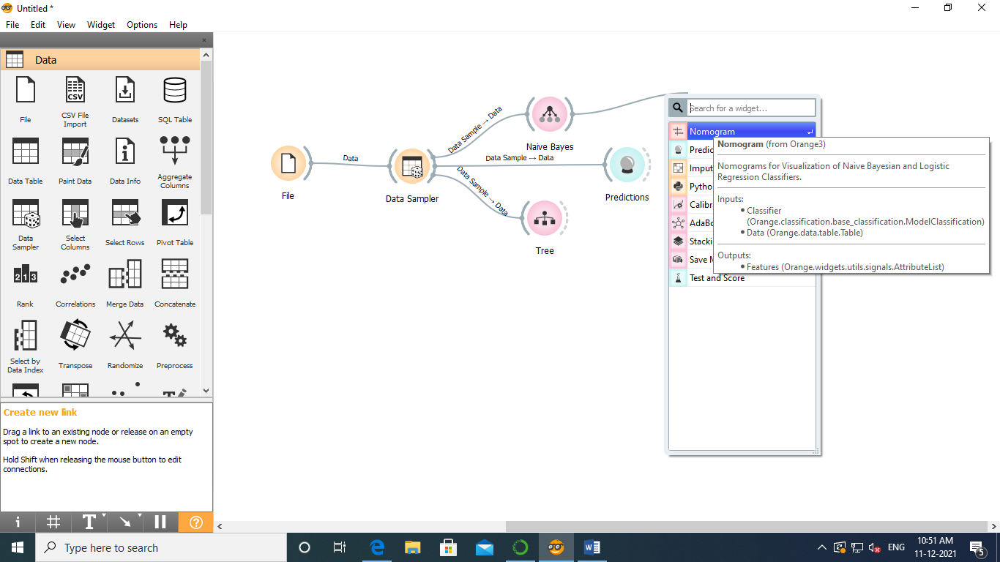 Untitled *
File Edit View Widget Options Help
Data
File
CSV File Import
Datasets
SQL Table
Data Table
Paint Data
Data Info
Aggregate Columns
Data Sampler
Select Columns
Select Rows
Pivot Table
Rank
Correlations
Merge Data
Concatenate
Select by Data Index
Transpose
Randomize
Preprocess
Create new link
Drag a link to an existing node or release on an empty
spot to create a new node.
Hold Shift when releasing the mouse button to edit
connections.
File
Data
Data Sampler
Data Sample → Data
Naive Bayes
Data Sample → Data
Predictions
Data Sample → Data
Tree
Search for a widget...
Nomogram
Predic
Imput
Pytho
Calibra
AdaBo
Stacki
Save M
Test and Score
Nomogram (from Orange3)
Nomograms for Visualization of Naive Bayesian and Logistic
Regression Classifiers.
Inputs:
• Classifier
(Orange.classification.base_classification.ModelClassification)
• Data (Orange.data.table.Table)
Outputs:
• Features (Orange.widgets.utils.signals.AttributeList)
Type here to search
ENG
10:51 AM
11-12-2021
5